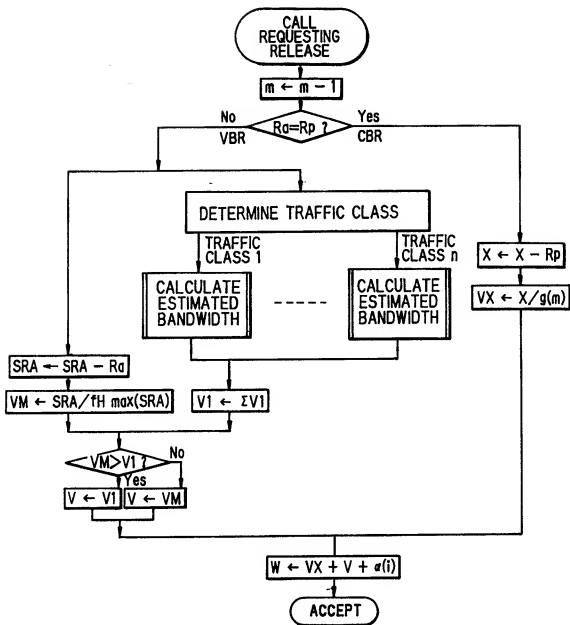 CALL
REQUESTING
RELEASE
m ← m - 1
Ra=Rp ?
No
VBR
Yes
CBR
DETERMINE TRAFFIC CLASS
TRAFFIC
CLASS 1
TRAFFIC
CLASS n
CALCULATE
ESTIMATED
BANDWIDTH
-----
CALCULATE
ESTIMATED
BANDWIDTH
X ← X - Rp
VX ← X/g(m)
SRA ← SRA - Ra
VM ← SRA/fH max(SRA)
V1 ← ΣV1
VM>V1 ?
No
Yes
V ← V1
V ← VM
W ← VX + V + α(i)
ACCEPT